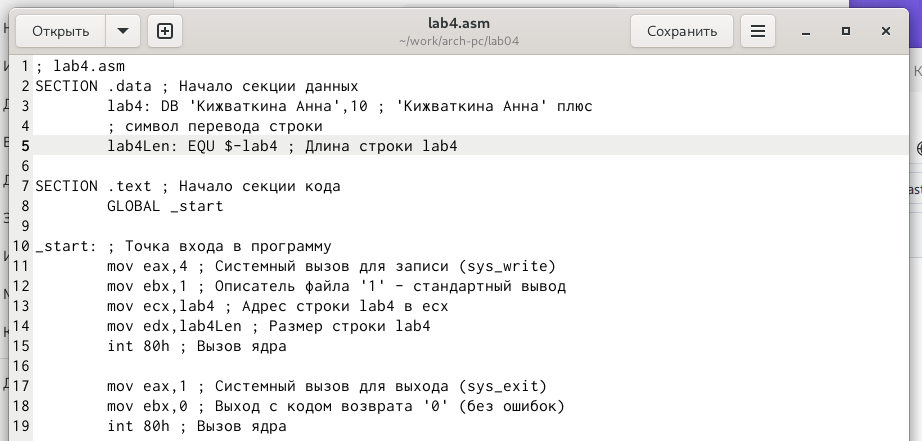 lab4.asm
Открыть
~/work/arch-pc/lab04
Сохранить
1 ; lab4.asm
2 SECTION .data ; Начало секции данных
3 lab4: DB 'Кижваткина Анна',10 ; 'Кижваткина Анна' плюс
4 ; символ перевода строки
5 lab4Len: EQU $-lab4 ; Длина строки lab4
6
7 SECTION .text ; Начало секции кода
8 GLOBAL _start
9
10 _start: ; Точка входа в программу
11 mov eax,4 ; Системный вызов для записи (sys_write)
12 mov ebx,1 ; Описатель файла '1' - стандартный вывод
13 mov ecx,lab4 ; Адрес строки lab4 в ecx
14 mov edx,lab4Len ; Размер строки lab4
15 int 80h ; Вызов ядра
16
17 mov eax,1 ; Системный вызов для выхода (sys_exit)
18 mov ebx,0 ; Выход с кодом возврата '0' (без ошибок)
19 int 80h ; Вызов ядра